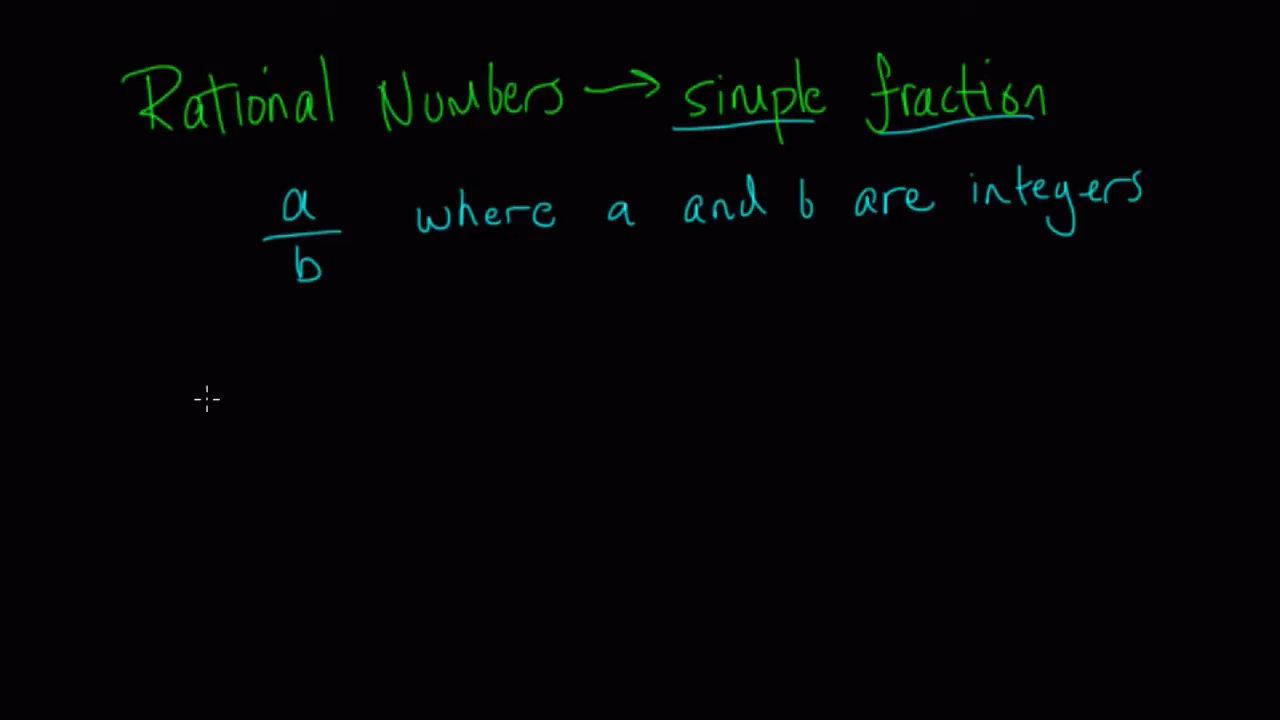 Rational Numbers → simple fraction
a/b where a and b are integers